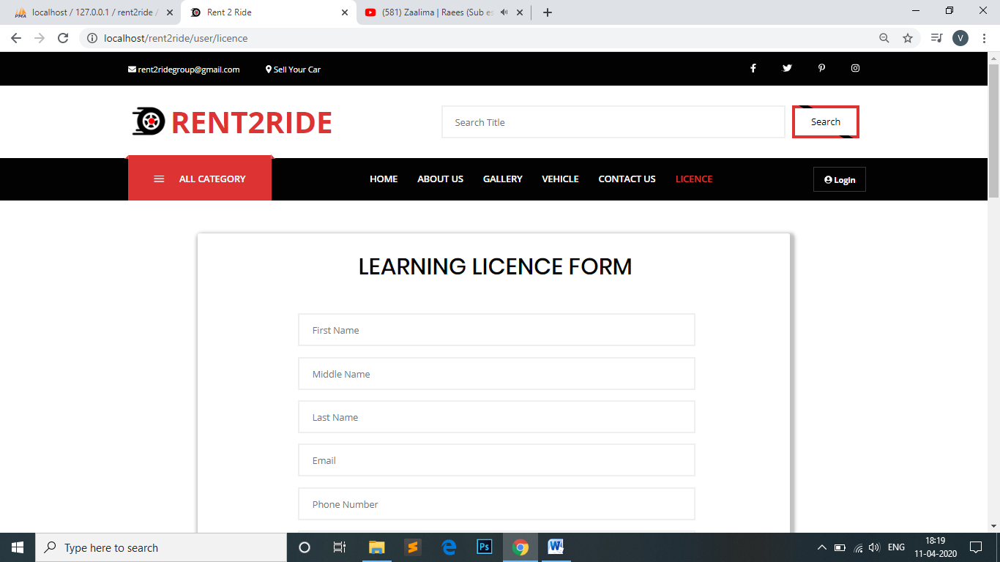 localhost / 127.0.0.1 / rent2ride /
Rent 2 Ride
(581) Zaalima | Raees (Sub es
localhost/rent2ride/user/licence
V
rent2ridegroup@gmail.com
Sell Your Car
RENT2RIDE
Search Title
Search
ALL CATEGORY
HOME
ABOUT US
GALLERY
VEHICLE
CONTACT US
LICENCE
Login
LEARNING LICENCE FORM
First Name
Middle Name
Last Name
Email
Phone Number
Type here to search
Ps
W
ENG
18:19
11-04-2020